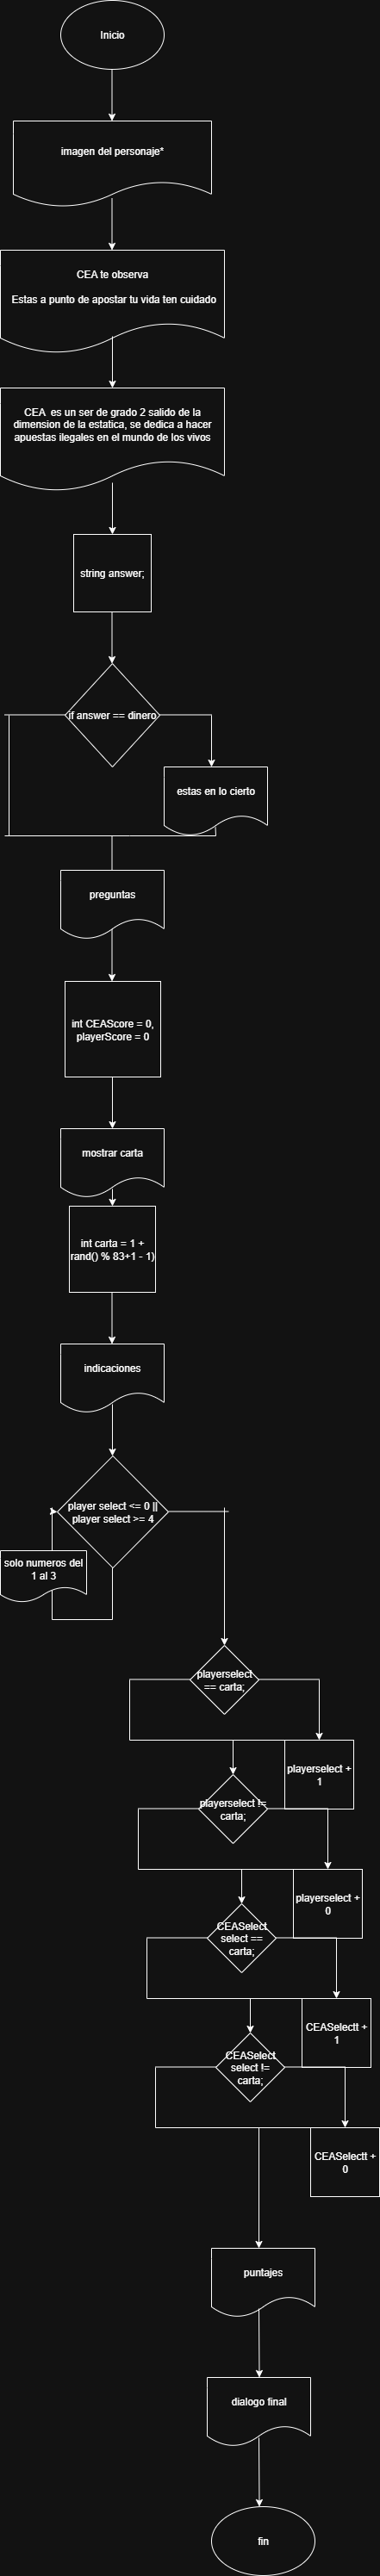 Inicio
imagen del personaje*
CEA te observa
Estas a punto de apostar tu vida ten cuidado
CEA  es un ser de grado 2 salido de la
dimension de la estatica, se dedica a hacer
apuestas ilegales en el mundo de los vivos
string answer;
if answer == dinero
estas en lo cierto
preguntas
int CEAScore = 0,
playerScore = 0
mostrar carta
int carta = 1 +
rand() % 83+1 - 1)
indicaciones
player select <= 0 ||
player select >= 4
solo numeros del
1 al 3
playerselect
== carta;
playerselect +
1
playerselect !=
carta;
playerselect +
0
CEASelect
select ==
carta;
CEASelectt +
1
CEASelect
select !=
carta;
CEASelectt +
0
puntajes
dialogo final
fin